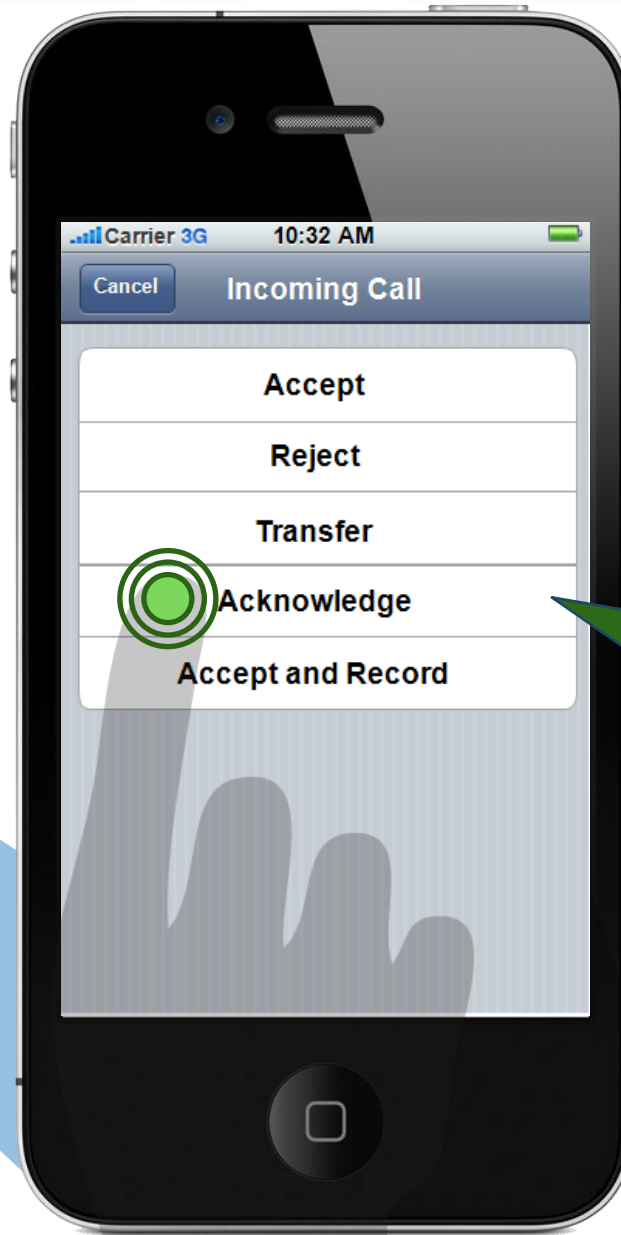 Carrier 3G 10:32 AM
Cancel Incoming Call
Accept
Reject
Transfer
Acknowledge
Accept and Record